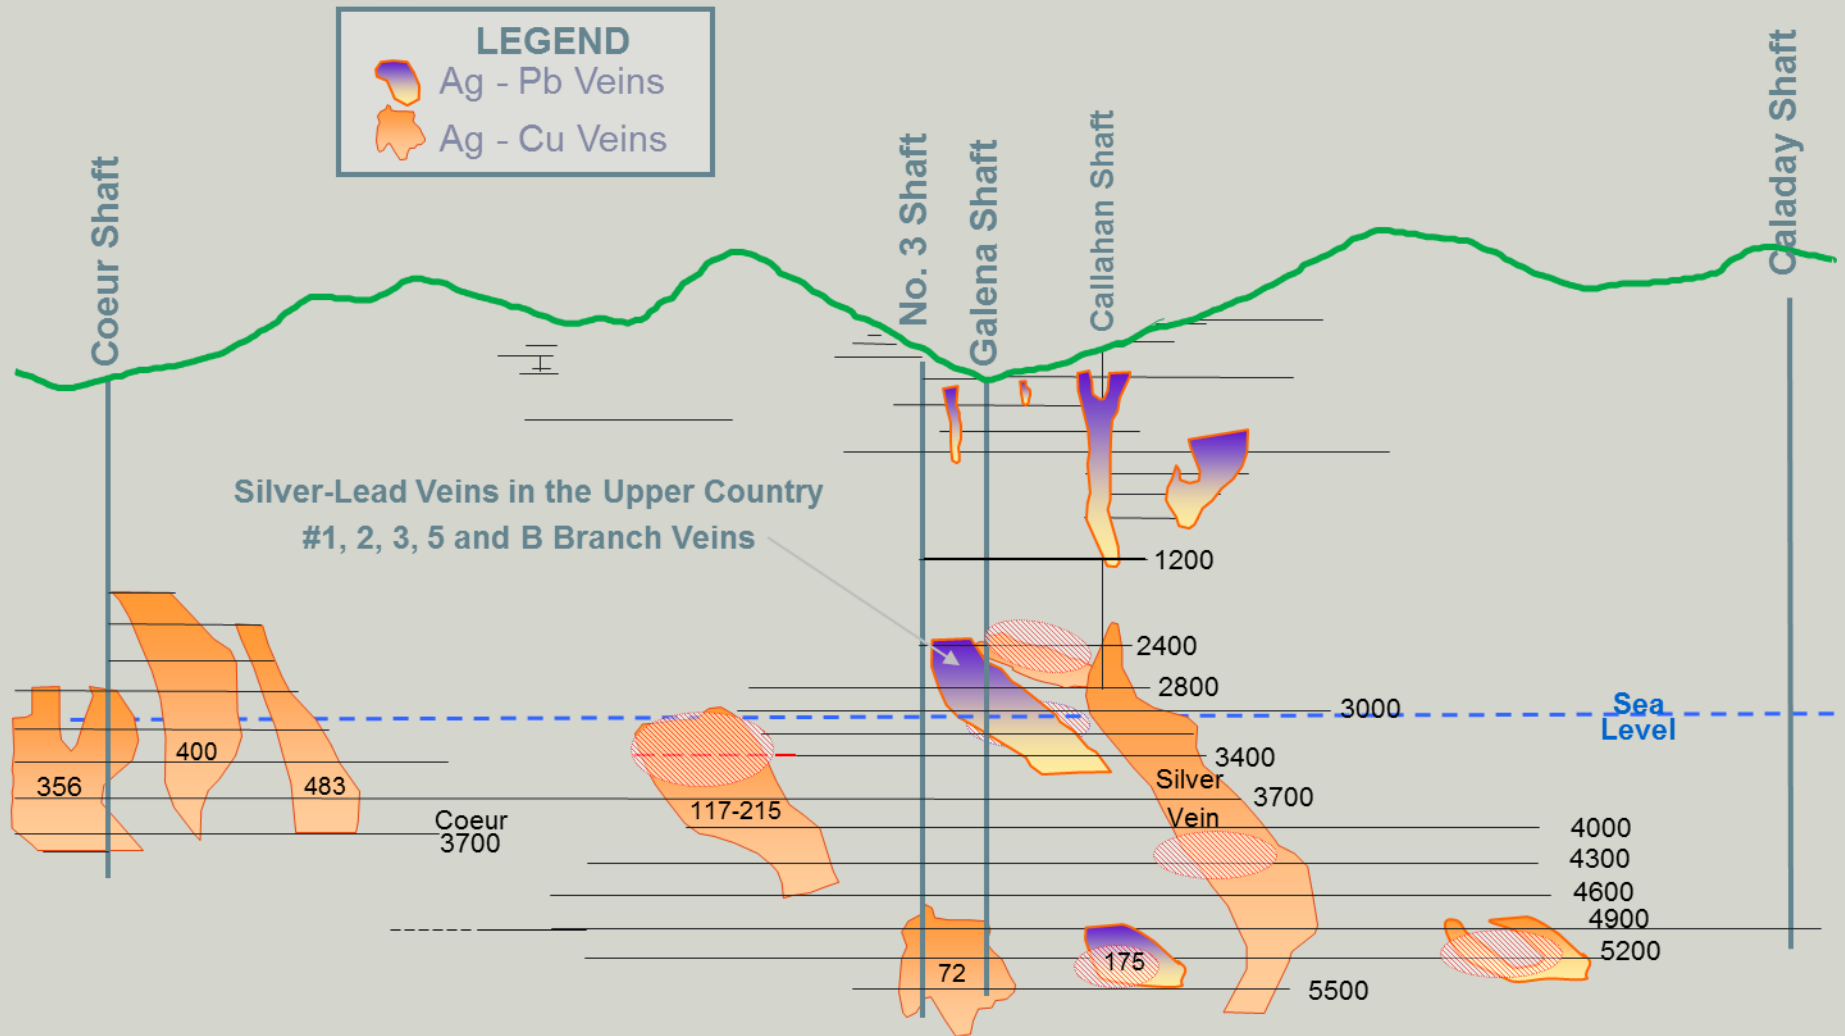 LEGEND
Ag - Pb Veins
Ag - Cu Veins
Coeur Shaft
No. 3 Shaft
Galena Shaft
Callahan Shaft
Caladay Shaft
Silver-Lead Veins in the Upper Country
#1, 2, 3, 5 and B Branch Veins
1200
2400
2800
3000
Sea
Level
3400
Silver
3700
Vein
400
356
483
117-215
Coeur
3700
4000
4300
4600
4900
5200
72
175
5500